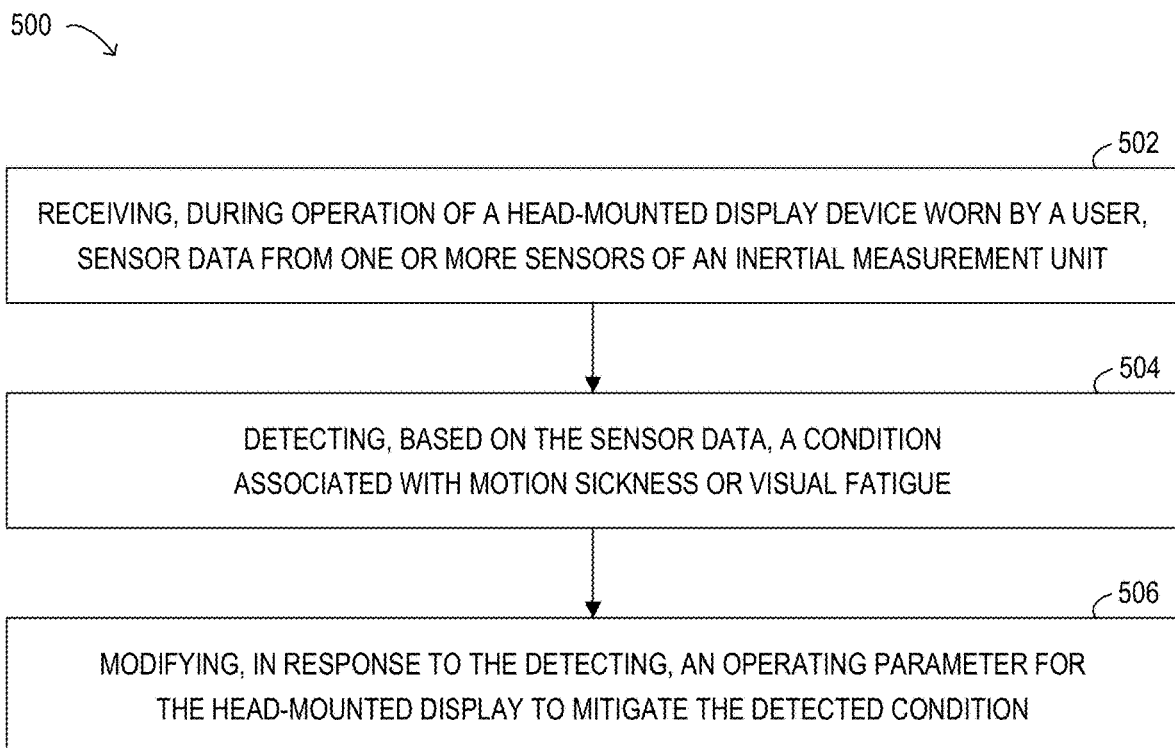 500
502
RECEIVING, DURING OPERATION OF A HEAD-MOUNTED DISPLAY DEVICE WORN BY A USER,
SENSOR DATA FROM ONE OR MORE SENSORS OF AN INERTIAL MEASUREMENT UNIT
504
DETECTING, BASED ON THE SENSOR DATA, A CONDITION
ASSOCIATED WITH MOTION SICKNESS OR VISUAL FATIGUE
506
MODIFYING, IN RESPONSE TO THE DETECTING, AN OPERATING PARAMETER FOR
THE HEAD-MOUNTED DISPLAY TO MITIGATE THE DETECTED CONDITION